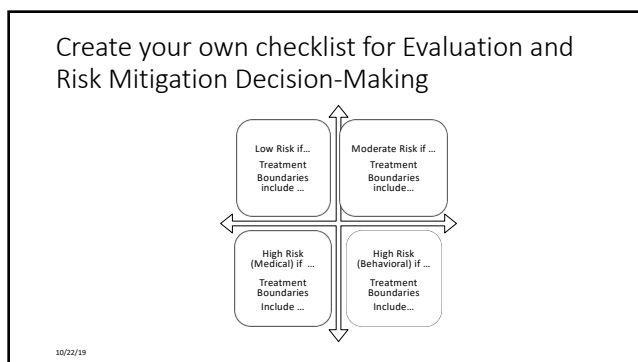 Create your own checklist for Evaluation and
Risk Mitigation Decision-Making
Low Risk if…
Treatment
Boundaries
include …
Moderate Risk if …
Treatment
Boundaries
include…
High Risk
(Medical) if …
Treatment
Boundaries
Include …
High Risk
(Behavioral) if …
Treatment
Boundaries
Include…
10/22/19